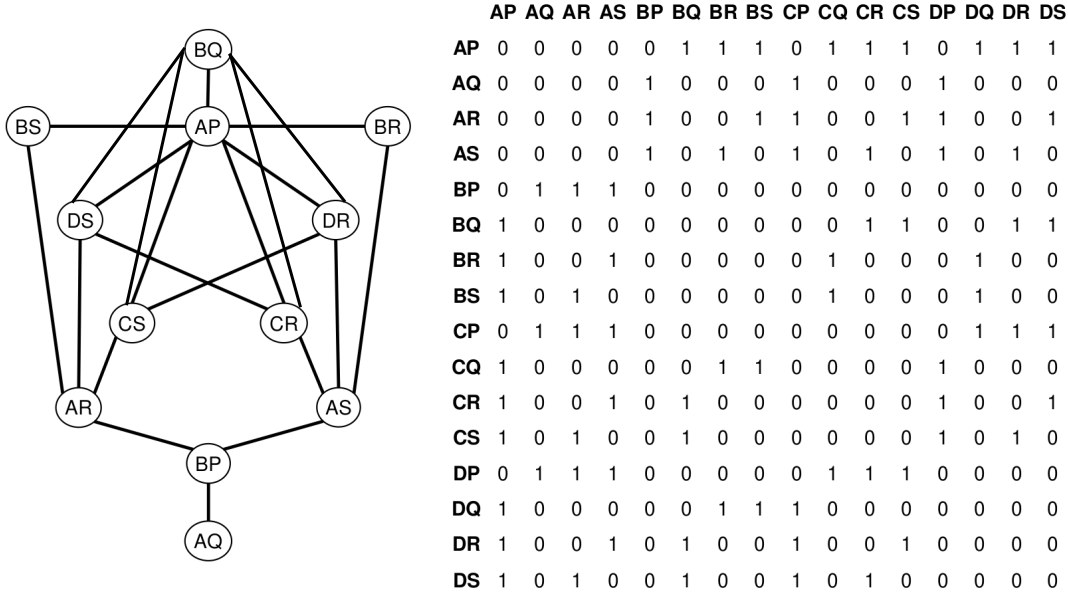 BQ
BS AP BR
DS DR
CS CR
AR AS
BP
AQ
AP AQ AR AS BP BQ BR BS CP CQ CR CS DP DQ DR DS
AP 0 0 0 0 0 1 1 1 0 1 1 1 0 1 1 1
AQ 0 0 0 0 1 0 0 0 1 0 0 0 1 0 0 0
AR 0 0 0 0 1 0 0 1 1 0 0 1 1 0 0 1
AS 0 0 0 0 1 0 1 0 1 0 1 0 1 0 1 0
BP 0 1 1 1 0 0 0 0 0 0 0 0 0 0 0 0
BQ 1 0 0 0 0 0 0 0 0 0 1 1 0 0 1 1
BR 1 0 0 1 0 0 0 0 0 1 0 0 0 1 0 0
BS 1 0 1 0 0 0 0 0 0 1 0 0 0 1 0 0
CP 0 1 1 1 0 0 0 0 0 0 0 0 0 1 1 1
CQ 1 0 0 0 0 0 1 1 0 0 0 0 1 0 0 0
CR 1 0 0 1 0 1 0 0 0 0 0 0 1 0 0 1
CS 1 0 1 0 0 1 0 0 0 0 0 0 1 0 1 0
DP 0 1 1 1 0 0 0 0 0 1 1 1 0 0 0 0
DQ 1 0 0 0 0 0 1 1 1 0 0 0 0 0 0 0
DR 1 0 0 1 0 1 0 0 1 0 0 1 0 0 0 0
DS 1 0 1 0 0 1 0 0 1 0 1 0 0 0 0 0